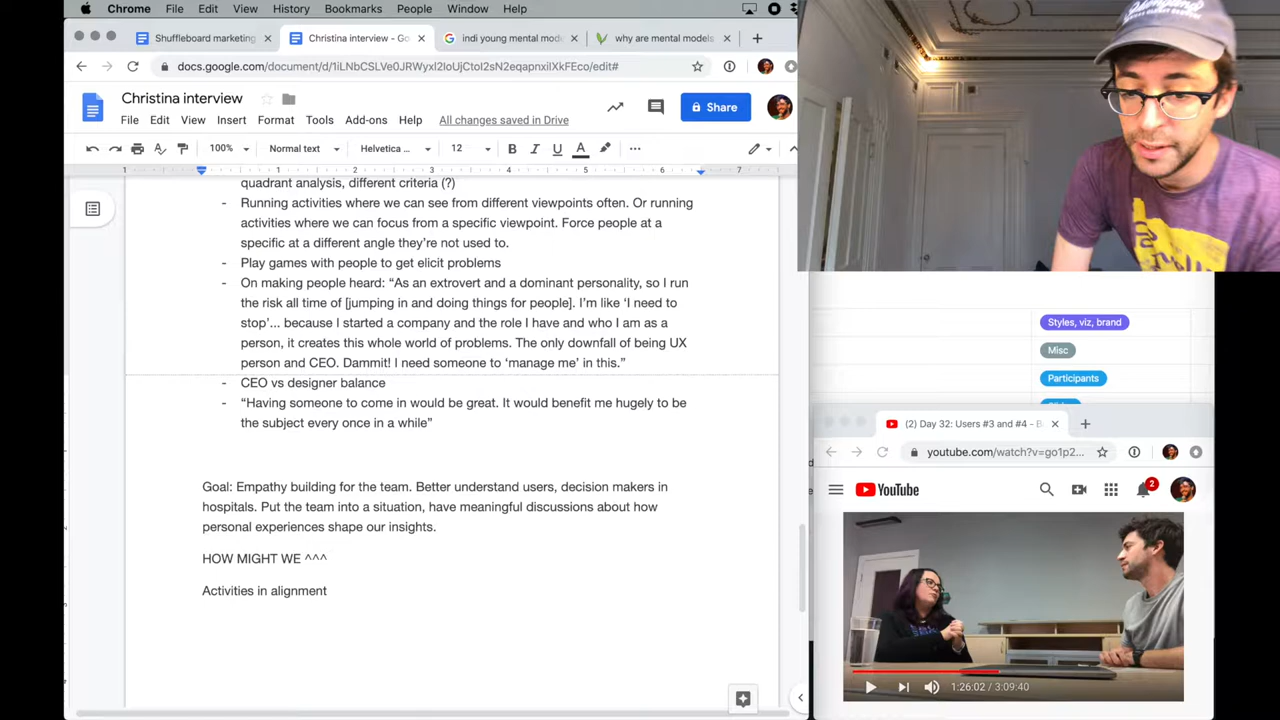 Chrome File Edit View History Bookmarks People Window Help
Shuffleboard marketing
Christina interview - Go
indi young mental mode
why are mental models
docs.google.com/document/d/1iLNbCSLVe0JRWyxI2IoUjCtoI2sN2eqapnxiIXkFEco/edit#
Christina interview
File Edit View Insert Format Tools Add-ons Help All changes saved in Drive
Share
100% Normal text Helvetica ... 12 B I U A
1 1 2 3 4 5 6 7
quadrant analysis, different criteria (?)
- Running activities where we can see from different viewpoints often. Or running
activities where we can focus from a specific viewpoint. Force people at a
specific at a different angle they're not used to.
- Play games with people to get elicit problems
- On making people heard: “As an extrovert and a dominant personality, so I run
the risk all time of [jumping in and doing things for people]. I'm like ‘I need to
stop’... because I started a company and the role I have and who I am as a
person, it creates this whole world of problems. The only downfall of being UX
person and CEO. Dammit! I need someone to ‘manage me’ in this.”
- CEO vs designer balance
- “Having someone to come in would be great. It would benefit me hugely to be
the subject every once in a while”
Goal: Empathy building for the team. Better understand users, decision makers in
hospitals. Put the team into a situation, have meaningful discussions about how
personal experiences shape our insights.
HOW MIGHT WE ^^^
Activities in alignment
Styles, viz, brand
Misc
Participants
(2) Day 32: Users #3 and #4 - B
youtube.com/watch?v=go1p2...
YouTube
2
1:26:02 / 3:09:40